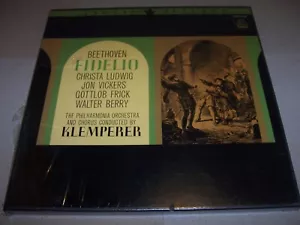 BEETHOVEN
FIDELIO
CHRISTA LUDWIG
JON VICKERS
GOTTLOB FRICK
WALTER BERRY
THE PHILHARMONIA ORCHESTRA
AND CHORUS CONDUCTED BY
KLEMPERER